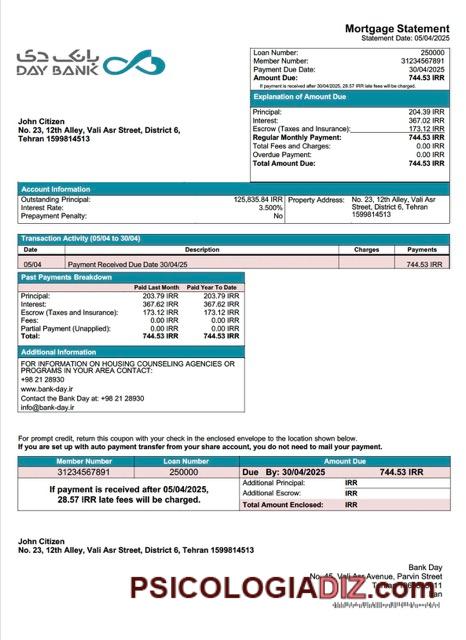 Mortgage Statement
Statement Date: 05/04/2025
بانک دی
DAY BANK
Loan Number: 250000
Member Number: 31234567891
Payment Due Date: 30/04/2025
Amount Due: 744.53 IRR
If payment is received after 30/04/2025, 28.57 IRR late fees will be charged.
Explanation of Amount Due
Principal: 204.39 IRR
Interest: 367.02 IRR
Escrow (Taxes and Insurance): 173.12 IRR
Regular Monthly Payment: 744.53 IRR
Total Fees and Charges: 0.00 IRR
Overdue Payment: 0.00 IRR
Total Amount Due: 744.53 IRR
John Citizen
No. 23, 12th Alley, Vali Asr Street, District 6,
Tehran 1599814513
Account Information
Outstanding Principal: 125,835.84 IRR
Interest Rate: 3.500%
Prepayment Penalty: No
Property Address: No. 23, 12th Alley, Vali Asr
Street, District 6, Tehran
1599814513
Transaction Activity (05/04 to 30/04)
Date Description Charges Payments
05/04 Payment Received Due Date 30/04/25 744.53 IRR
Past Payments Breakdown
Paid Last Month Paid Year To Date
Principal: 203.79 IRR 203.79 IRR
Interest: 367.62 IRR 367.62 IRR
Escrow (Taxes and Insurance): 173.12 IRR 173.12 IRR
Fees: 0.00 IRR 0.00 IRR
Partial Payment (Unapplied): 0.00 IRR 0.00 IRR
Total: 744.53 IRR 744.53 IRR
Additional Information
FOR INFORMATION ON HOUSING COUNSELING AGENCIES OR
PROGRAMS IN YOUR AREA CONTACT:
+98 21 28930
www.bank-day.ir
Contact the Bank Day at: +98 21 28930
info@bank-day.ir
For prompt credit, return this coupon with your check in the enclosed envelope to the location shown below.
If you are set up with auto payment transfer from your share account, you do not need to mail your payment.
Member Number Loan Number Amount Due
31234567891 250000 Due By: 30/04/2025 744.53 IRR
If payment is received after 05/04/2025,
28.57 IRR late fees will be charged.
Additional Principal: IRR
Additional Escrow: IRR
Total Amount Enclosed: IRR
John Citizen
No. 23, 12th Alley, Vali Asr Street, District 6, Tehran 1599814513
Bank Day
No. 45, Vali Asr Avenue, Parvin Street
PSICOLOGIADIZ.com